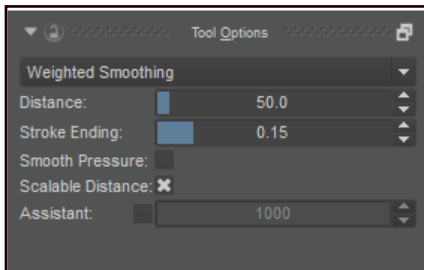 Tool Options
Weighted Smoothing
Distance: 50.0
Stroke Ending: 0.15
Smooth Pressure:
Scalable Distance:
Assistant: 1000